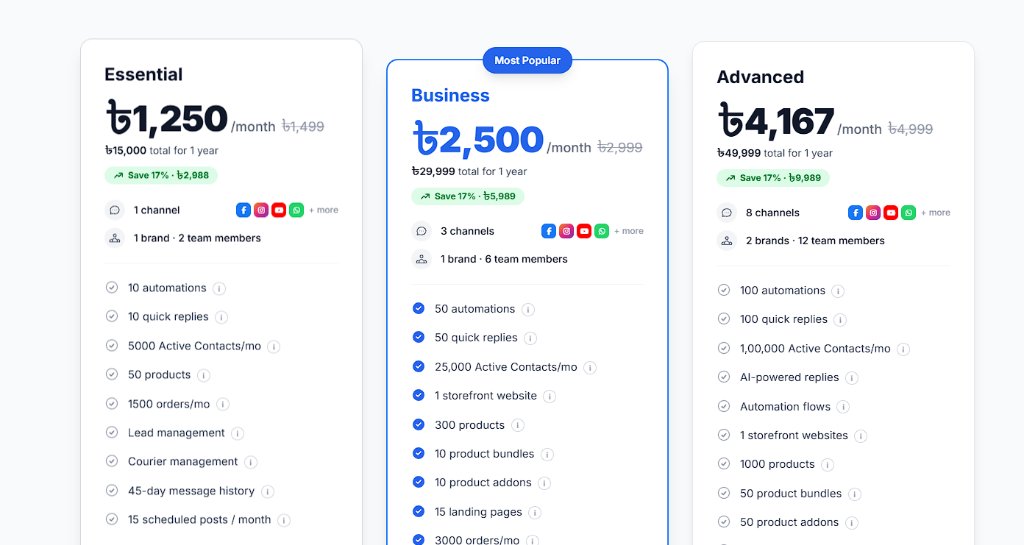 Essential
৳1,250 /month ৳1,499
৳15,000 total for 1 year
Save 17% · ৳2,988
1 channel
+ more
1 brand · 2 team members
10 automations
10 quick replies
5000 Active Contacts/mo
50 products
1500 orders/mo
Lead management
Courier management
45-day message history
15 scheduled posts / month
Most Popular
Business
৳2,500 /month ৳2,999
৳29,999 total for 1 year
Save 17% · ৳5,989
3 channels
+ more
1 brand · 6 team members
50 automations
50 quick replies
25,000 Active Contacts/mo
1 storefront website
300 products
10 product bundles
10 product addons
15 landing pages
3000 orders/mo
Advanced
৳4,167 /month ৳4,999
৳49,999 total for 1 year
Save 17% · ৳9,989
8 channels
+ more
2 brands · 12 team members
100 automations
100 quick replies
1,00,000 Active Contacts/mo
AI-powered replies
Automation flows
1 storefront websites
1000 products
50 product bundles
50 product addons